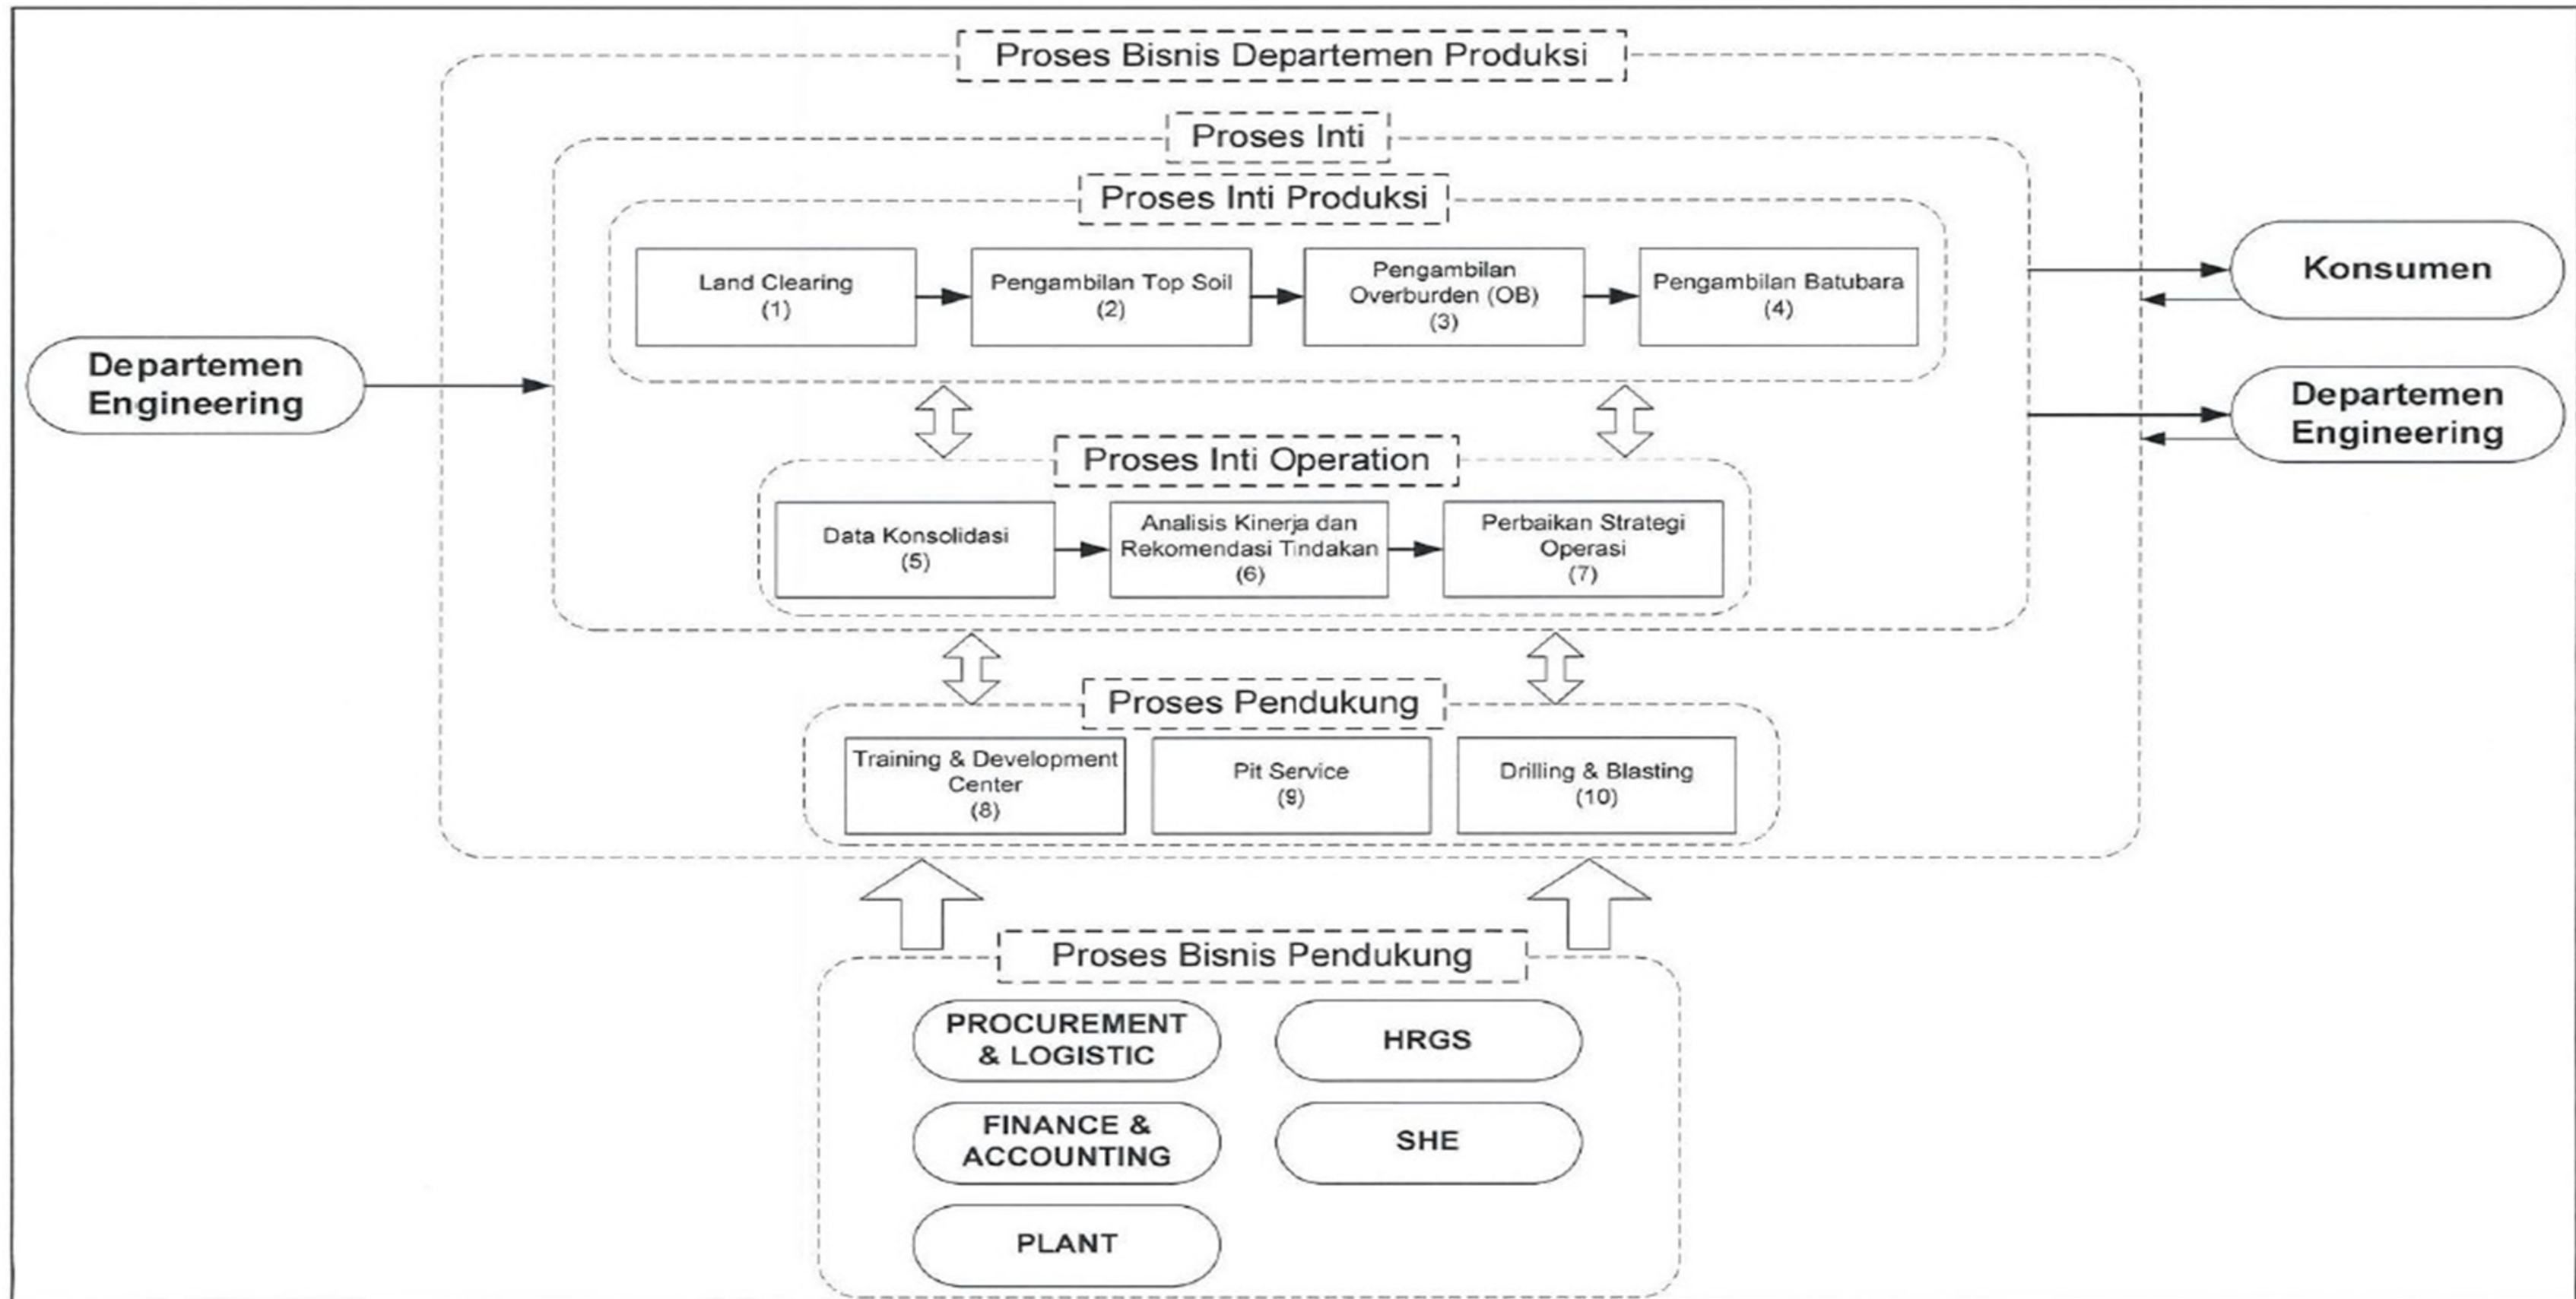 Proses Bisnis Departemen Produksi
Proses Inti
Proses Inti Produksi
Land Clearing
(1)
Pengambilan Top Soil
(2)
Pengambilan
Overburden (OB)
(3)
Pengambilan Batubara
(4)
Departemen
Engineering
Konsumen
Departemen
Engineering
Proses Inti Operation
Data Konsolidasi
(5)
Analisis Kinerja dan
Rekomendasi Tindakan
(6)
Perbaikan Strategi
Operasi
(7)
Proses Pendukung
Training & Development
Center
(8)
Pit Service
(9)
Drilling & Blasting
(10)
Proses Bisnis Pendukung
PROCUREMENT
& LOGISTIC
HRGS
FINANCE &
ACCOUNTING
SHE
PLANT